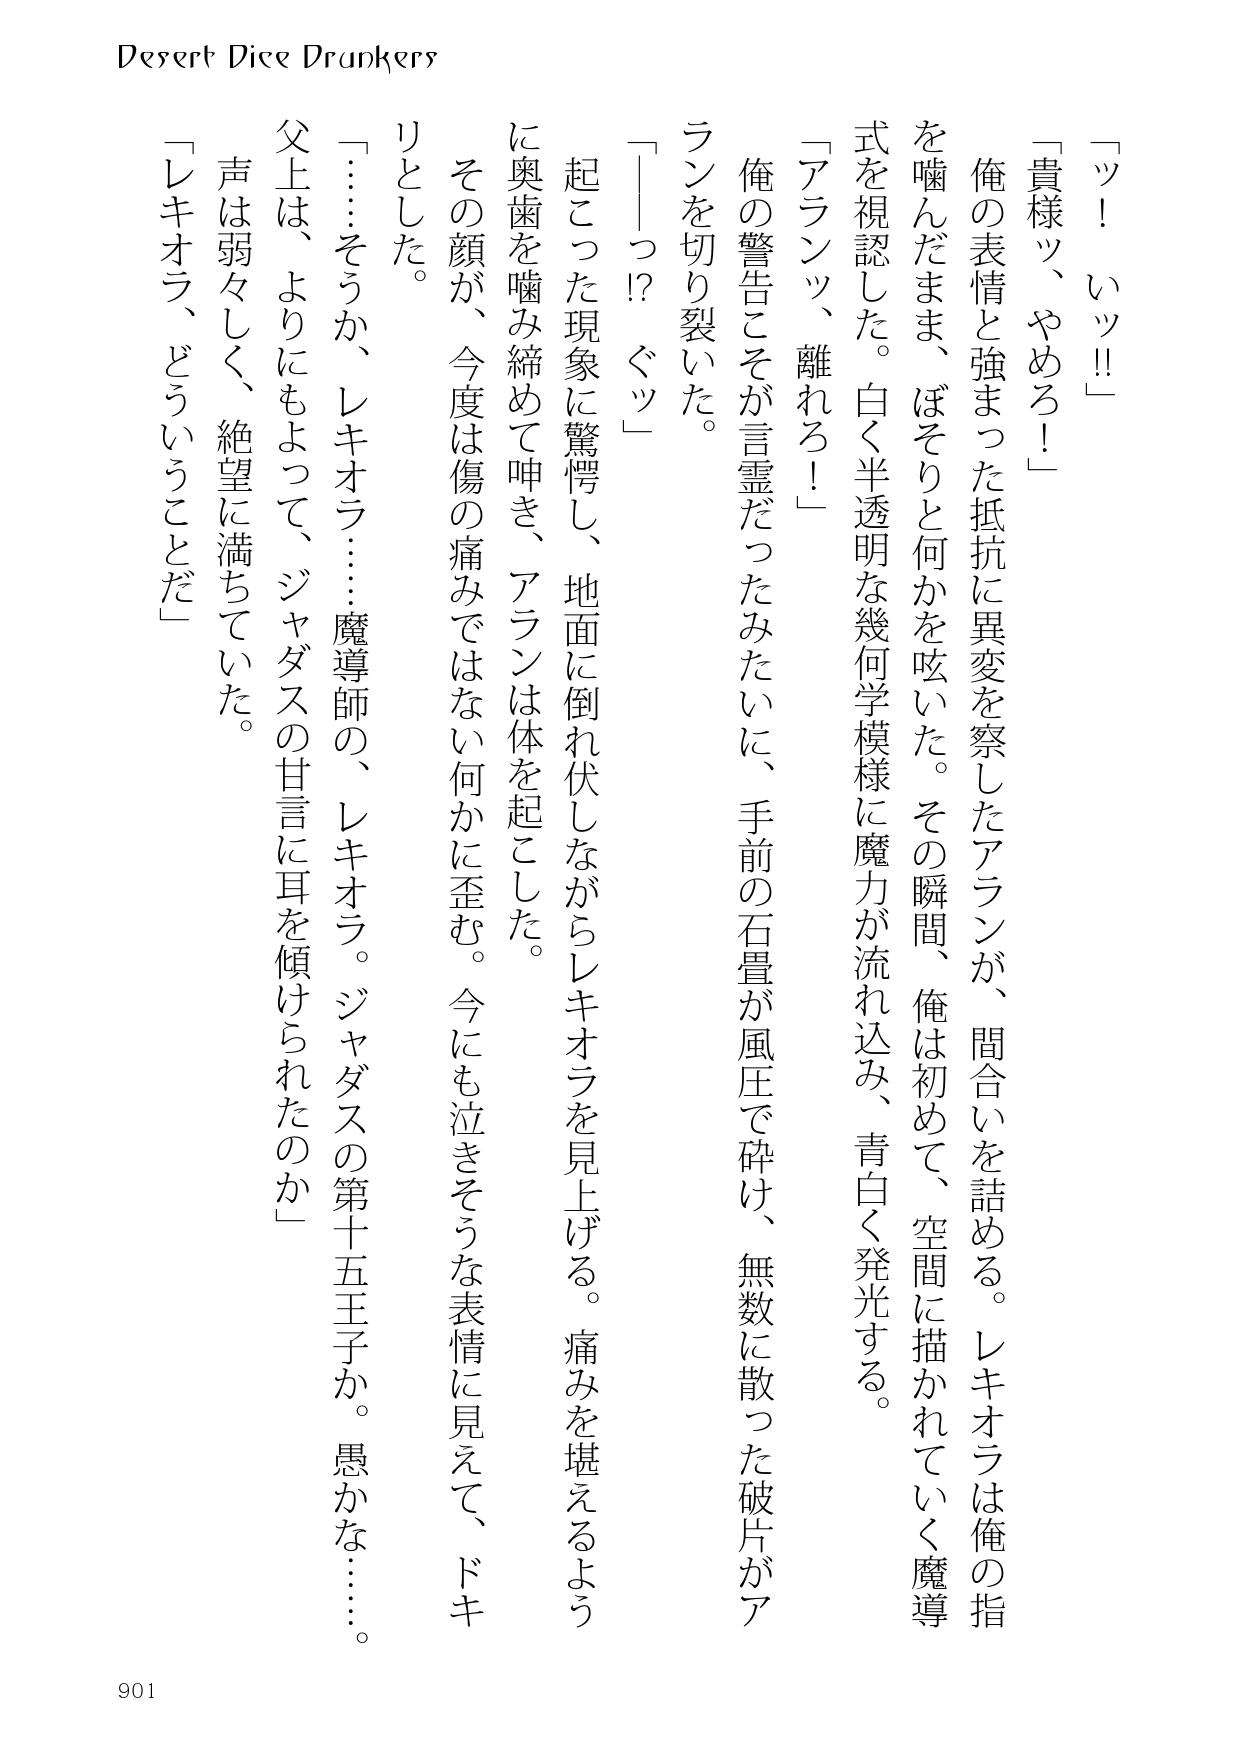 Desert Dice Drunkers
「ッ！　いッ!!」
「貴様ッ、やめろ！」
　俺の表情と強まった抵抗に異変を察したアランが、間合いを詰める。レキオラは俺の指
を噛んだまま、ぼそりと何かを呟いた。その瞬間、俺は初めて、空間に描かれていく魔導
式を視認した。白く半透明な幾何学模様に魔力が流れ込み、青白く発光する。
「アランッ、離れろ！」
　俺の警告こそが言霊だったみたいに、手前の石畳が風圧で砕け、無数に散った破片がア
ランを切り裂いた。
「――っ!?　ぐッ」
　起こった現象に驚愕し、地面に倒れ伏しながらレキオラを見上げる。痛みを堪えるよう
に奥歯を噛み締めて呻き、アランは体を起こした。
　その顔が、今度は傷の痛みではない何かに歪む。今にも泣きそうな表情に見えて、ドキ
リとした。
「……そうか、レキオラ……魔導師の、レキオラ。ジャダスの第十五王子か。愚かな……。
父上は、よりにもよって、ジャダスの甘言に耳を傾けられたのか」
　声は弱々しく、絶望に満ちていた。
「レキオラ、どういうことだ」
901